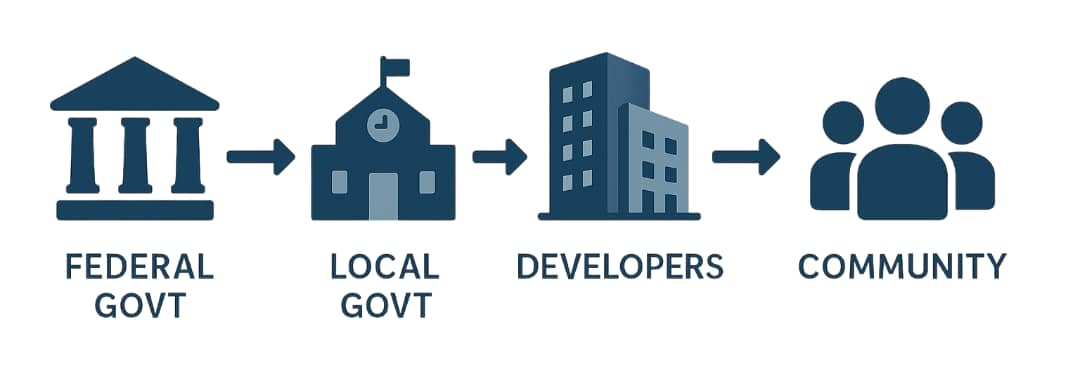 FEDERAL
GOVT
LOCAL
GOVT
DEVELOPERS
COMMUNITY